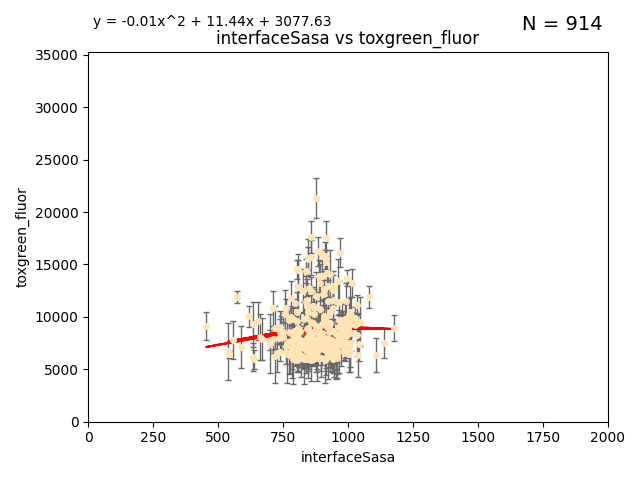 y = -0.01x^2 + 11.44x + 3077.63
N = 914
interfaceSasa vs toxgreen_fluor
35000
30000
25000
20000
15000
10000
5000
0
toxgreen_fluor
0 250 500 750 1000 1250 1500 1750 2000
interfaceSasa